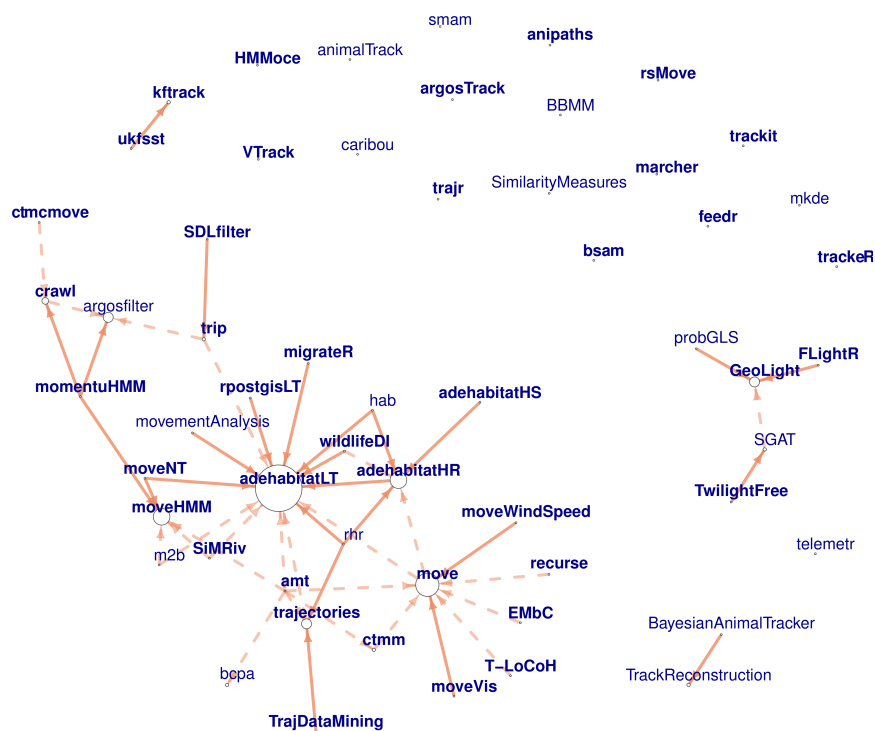 smam
anipaths
animalTrack
HMMoce
rsMove
argosTrack
kftrack
BBMM
ukfsst
trackit
caribou
VTrack
marcher
SimilarityMeasures
trajr
mkde
ctmcmove
feedr
SDLfilter
bsam
trackeR
crawl
argosfilter
trip
probGLS
migrateR
FLightR
GeoLight
momentuHMM
rpostgisLT
adehabitatHS
hab
movementAnalysis
wildlifeDI
SGAT
moveNT
adehabitatLT
adehabitatHR
TwilightFree
moveHMM
moveWindSpeed
rhr
telemetr
m2b
SiMRiv
recurse
move
amt
trajectories
EMbC
BayesianAnimalTracker
ctmm
T−LoCoH
bcpa
TrackReconstruction
moveVis
TrajDataMining